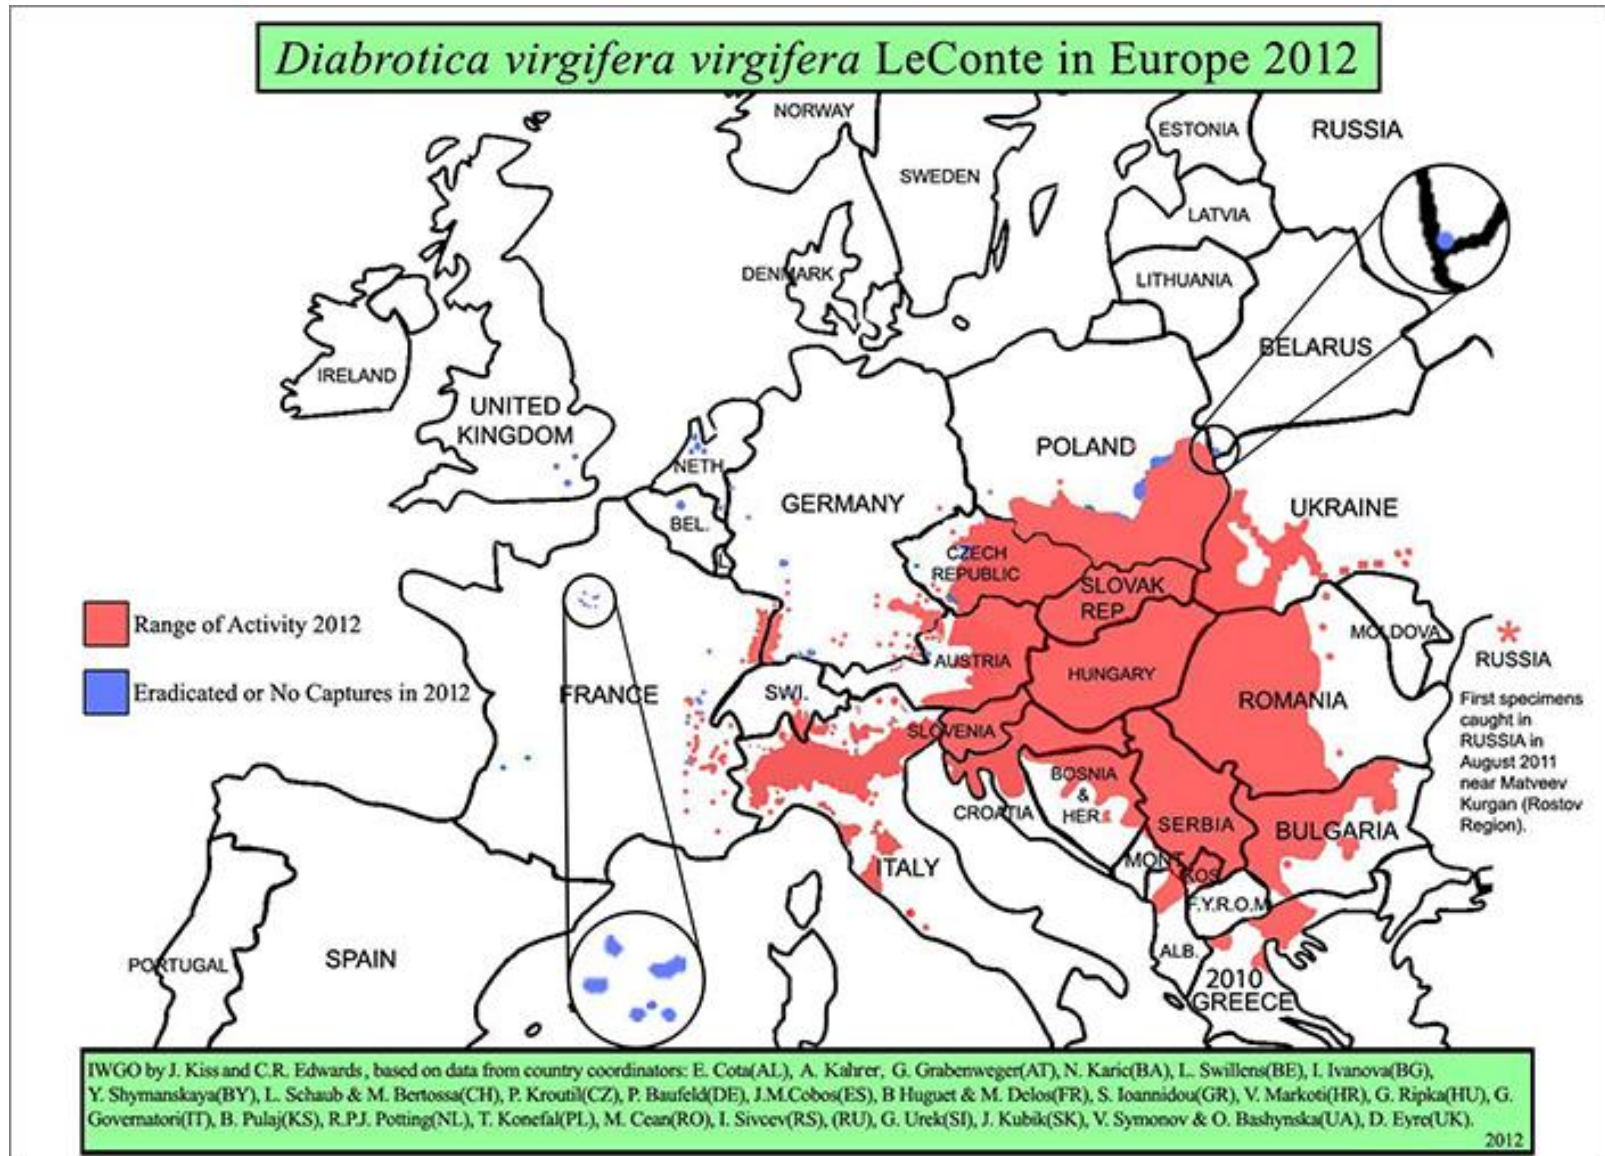 Diabrotica virgifera virgifera LeConte in Europe 2012
NORWAY
ESTONIA
RUSSIA
SWEDEN
LATVIA
DENMARK
LITHUANIA
BELARUS
IRELAND
UNITED
KINGDOM
POLAND
NETH.
GERMANY
UKRAINE
BEL.
L
CZECH
REPUBLIC
SLOVAK
REP.
Range of Activity 2012
Eradicated or No Captures in 2012
MOLDOVA
AUSTRIA
HUNGARY
RUSSIA
FRANCE
SWI.
ROMANIA
SLOVENIA
First specimens
caught in
RUSSIA in
August 2011
near Matveev
Kurgan (Rostov
Region).
BOSNIA
&
HER.
CROATIA
SERBIA
BULGARIA
ITALY
MONT.
KOS.
F.Y.R.O.M
ALB.
PORTUGAL
SPAIN
2010
GREECE
IWGO by J. Kiss and C.R. Edwards , based on data from country coordinators: E. Cota(AL), A. Kahrer, G. Grabenweger(AT), N. Karic(BA), L. Swillens(BE), I. Ivanova(BG),
Y. Shymanskaya(BY), L. Schaub & M. Bertossa(CH), P. Kroutil(CZ), P. Baufeld(DE), J.M.Cobos(ES), B Huguet & M. Delos(FR), S. Ioannidou(GR), V. Markoti(HR), G. Ripka(HU), G.
Governatori(IT), B. Pulaj(KS), R.P.J. Potting(NL), T. Konefal(PL), M. Cean(RO), I. Sivcev(RS), (RU), G. Urek(SI), J. Kubik(SK), V. Symonov & O. Bashynska(UA), D. Eyre(UK).
2012